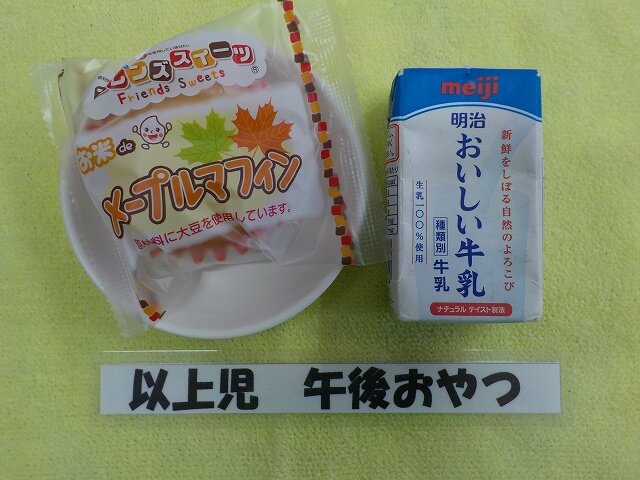 レンズスイーツ
Friends Sweets
お米de
メープルマフィン
原材料に大豆を使用しています。
meiji
明治
おいしい牛乳
新鮮をしぼる自然のよろこび
生乳100%使用
種類別 牛乳
ナチュラル テイスト製法
以上児 午後おやつ